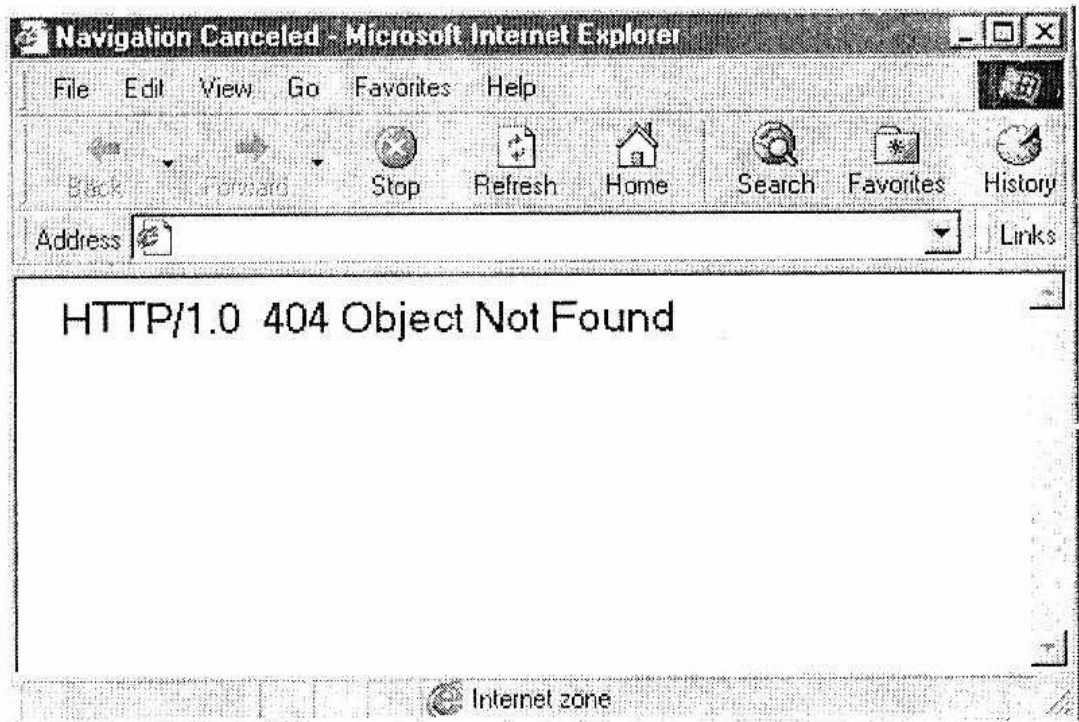 Navigation Canceled - Microsoft Internet Explorer
File Edit View Go Favorites Help
Back Forward Stop Refresh Home Search Favorites History
Address Links
HTTP/1.0 404 Object Not Found
Internet zone